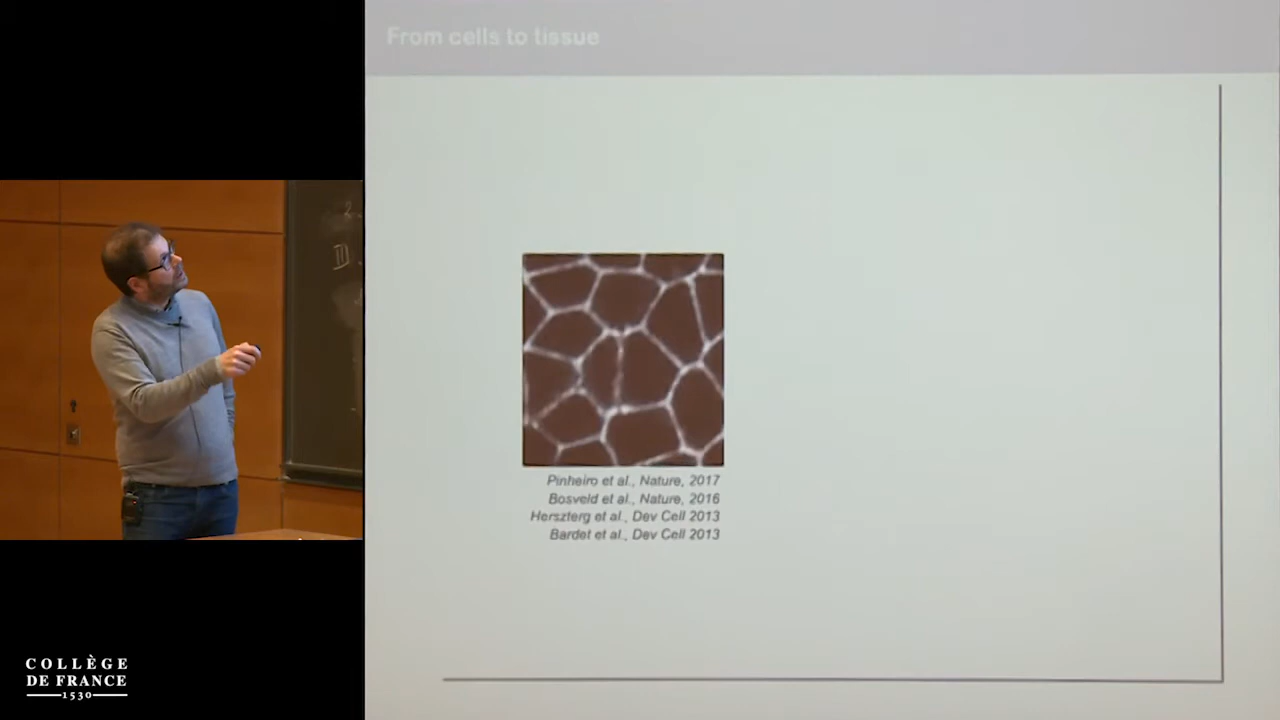 From cells to tissue
Pinheiro et al., Nature, 2017
Bosveld et al., Nature, 2016
Herszterg et al., Dev Cell 2013
Bardet et al., Dev Cell 2013
COLLÈGE
DE FRANCE
1530